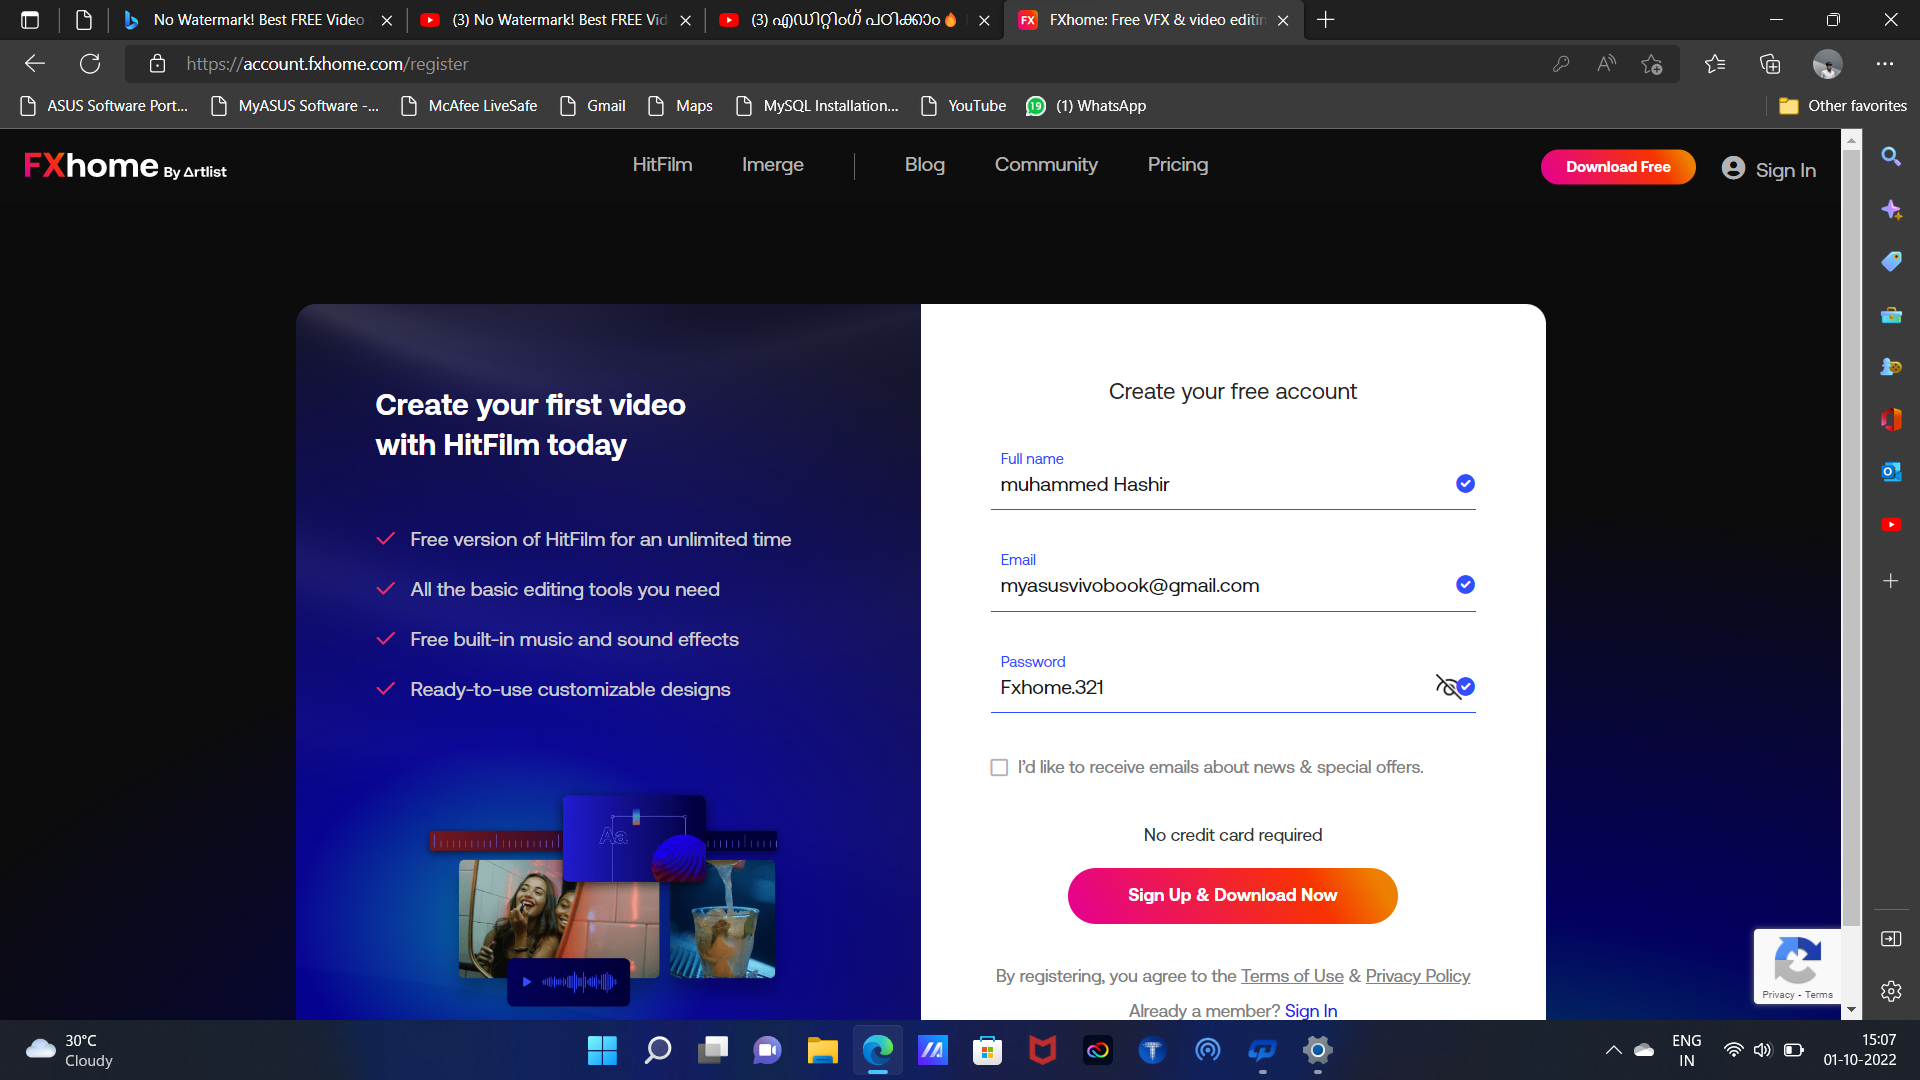 No Watermark! Best FREE Video
(3) No Watermark! Best FREE Vid
(3) എഡിറ്റിംഗ് പഠിക്കാം🔥
FX
FXhome: Free VFX & video editin
https://account.fxhome.com/register
ASUS Software Port...
MyASUS Software -...
McAfee LiveSafe
Gmail
Maps
MySQL Installation...
YouTube
19
(1) WhatsApp
Other favorites
FXhome By Artlist
HitFilm
Imerge
Blog
Community
Pricing
Download Free
Sign In
Create your first video
with HitFilm today
Free version of HitFilm for an unlimited time
All the basic editing tools you need
Free built-in music and sound effects
Ready-to-use customizable designs
Aa
Create your free account
Full name
muhammed Hashir
Email
myasusvivobook@gmail.com
Password
Fxhome.321
I'd like to receive emails about news & special offers.
No credit card required
Sign Up & Download Now
By registering, you agree to the Terms of Use & Privacy Policy
Already a member? Sign In
Privacy - Terms
30°C
Cloudy
ENG
IN
15:07
01-10-2022